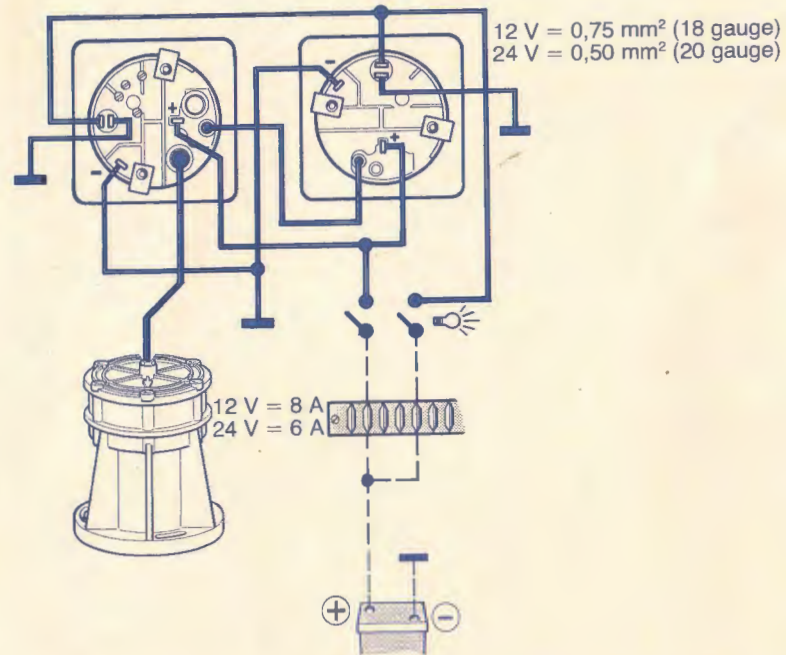 12 V = 0,75 mm² (18 gauge)
24 V = 0,50 mm² (20 gauge)
-
+
-
+
12 V = 8 A
24 V = 6 A
+
-